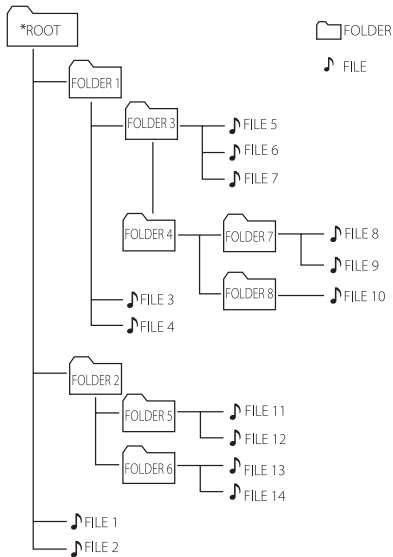 *ROOT
FOLDER
FILE
FOLDER 1
FOLDER 3
FILE 5
FILE 6
FILE 7
FOLDER 4
FOLDER 7
FILE 8
FILE 9
FOLDER 8
FILE 10
FILE 3
FILE 4
FOLDER 2
FOLDER 5
FILE 11
FILE 12
FOLDER 6
FILE 13
FILE 14
FILE 1
FILE 2